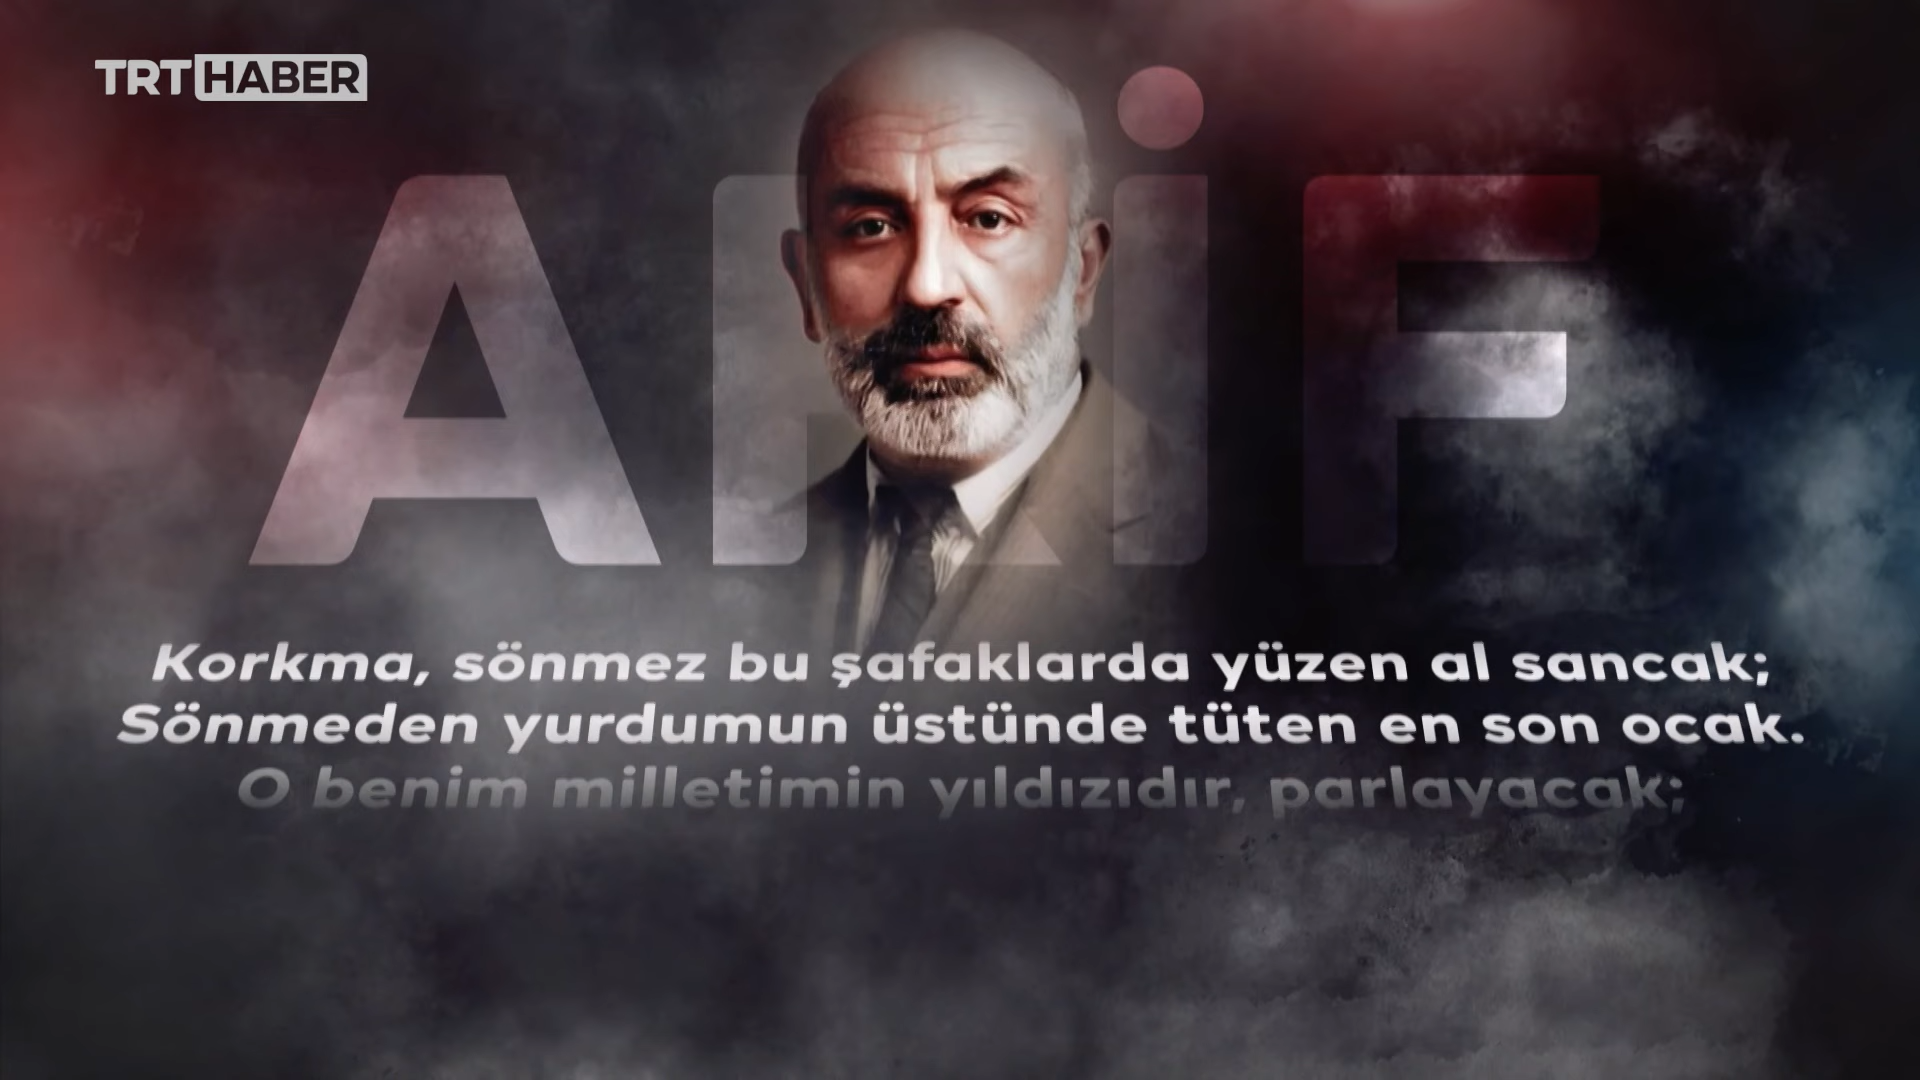 TRT HABER
AKİF
Korkma, sönmez bu şafaklarda yüzen al sancak;
Sönmeden yurdumun üstünde tüten en son ocak.
O benim milletimin yıldızıdır, parlayacak;